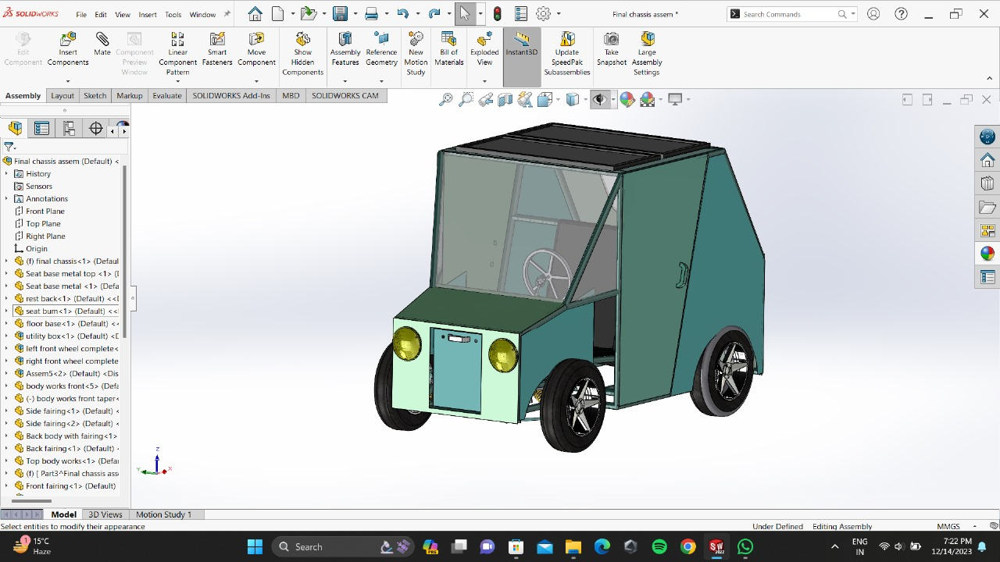 SOLIDWORKS
File
Edit
View
Insert
Tools
Window
Final chassis assem *
Search Commands
Edit Component
Insert Components
Mate
Component Preview Window
Linear Component Pattern
Smart Fasteners
Move Component
Show Hidden Components
Assembly Features
Reference Geometry
New Motion Study
Bill of Materials
Exploded View
Instant3D
Update SpeedPak Subassemblies
Take Snapshot
Large Assembly Settings
Assembly
Layout
Sketch
Markup
Evaluate
SOLIDWORKS Add-Ins
MBD
SOLIDWORKS CAM
Final chassis assem (Default) <
History
Sensors
Annotations
Front Plane
Top Plane
Right Plane
Origin
(f) final chassis<1> (Defaul
Seat base metal top <1> (D
Seat base metal <1> (Defa
rest back<1> (Default) <<D
seat bum<1> (Default) <<
floor base<1> (Default) <<
utility box<1> (Default) <<
left front wheel complete<
right front wheel complete
Assem5<2> (Default) <Dis
body works front<5> (Defa
(-) body works front taper<
Side fairing<1> (Default) <
Side fairing<2> (Default) <
Back body with fairing<1>
Back fairing<1> (Default) <
Top body works<1> (Defau
(f) [ Part3^Final chassis ass
Front fairing<1> (Default)
Z
Y
X
Model
3D Views
Motion Study 1
Select entities to modify their appearance
Under Defined
Editing Assembly
MMGS
1
15°C
Haze
Search
PRE
SW
2022
ENG
IN
7:22 PM
12/14/2023